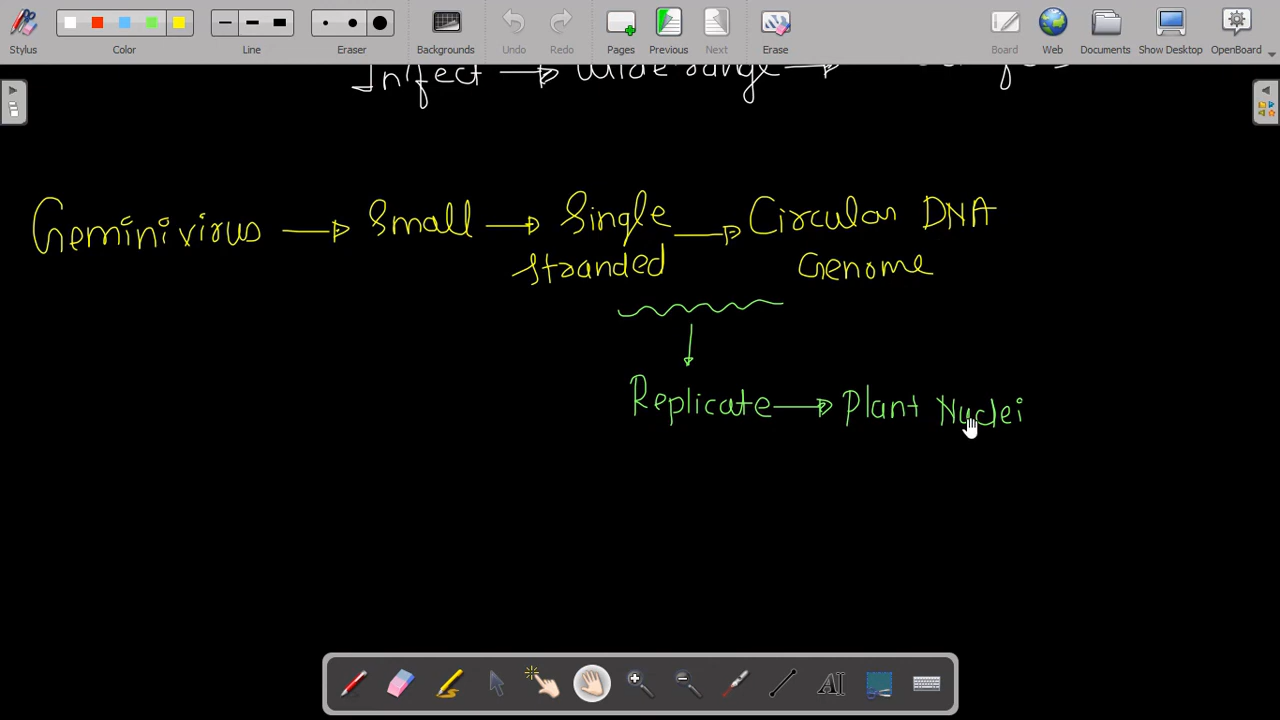 Stylus Color Line Eraser Backgrounds Undo Redo Pages Previous Next Erase Board Web Documents Show Desktop OpenBoard
Infect → Wide range →
Geminivirus → Small → Single → Circular DNA
Stranded Genome
Replicate → Plant Nuclei
AI